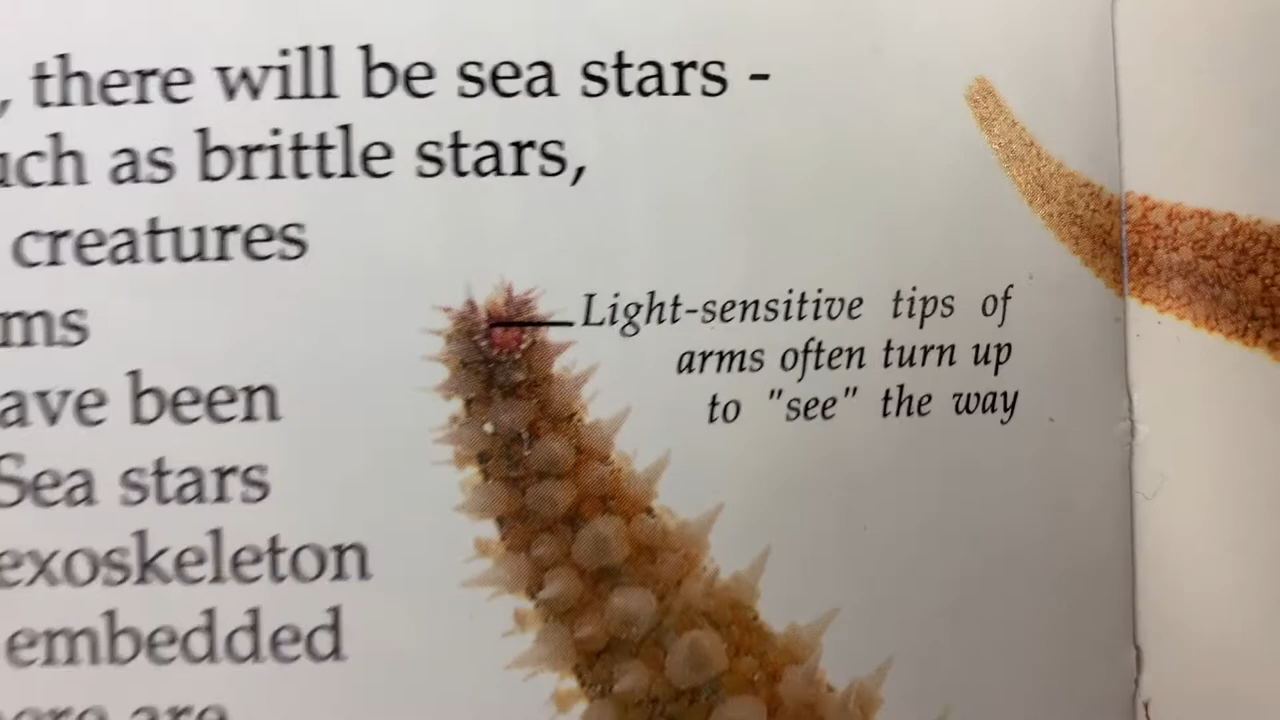 , there will be sea stars -
uch as brittle stars,
creatures
ms
ave been
Sea stars
exoskeleton
embedded
Light-sensitive tips of
arms often turn up
to "see" the way